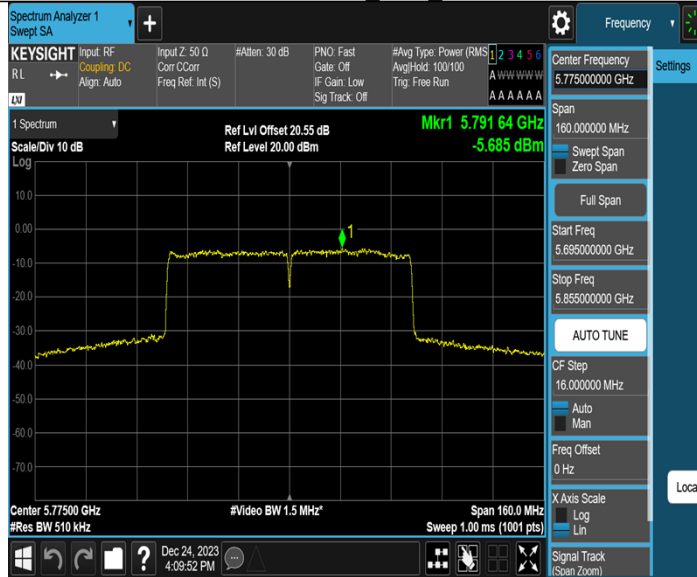 Spectrum Analyzer 1
Swept SA
Frequency
KEYSIGHT
RL
LXI
Input: RF
Coupling: DC
Align: Auto
Input Z: 50 Ω
Corr CCorr
Freq Ref: Int (S)
#Atten: 30 dB
PNO: Fast
Gate: Off
IF Gain: Low
Sig Track: Off
#Avg Type: Power (RMS
Avg|Hold: 100/100
Trig: Free Run
1 2 3 4 5 6
A W W W W W
A A A A A A
1 Spectrum
Scale/Div 10 dB
Log
Ref Lvl Offset 20.55 dB
Ref Level 20.00 dBm
Mkr1 5.791 64 GHz
-5.685 dBm
10.0
0.00
-10.0
-20.0
-30.0
-40.0
-50.0
-60.0
-70.0
1
Center 5.77500 GHz
#Res BW 510 kHz
#Video BW 1.5 MHz*
Span 160.0 MHz
Sweep 1.00 ms (1001 pts)
Dec 24, 2023
4:09:52 PM
Center Frequency
5.775000000 GHz
Span
160.000000 MHz
Swept Span
Zero Span
Full Span
Start Freq
5.695000000 GHz
Stop Freq
5.855000000 GHz
AUTO TUNE
CF Step
16.000000 MHz
Auto
Man
Freq Offset
0 Hz
X Axis Scale
Log
Lin
Signal Track
(Span Zoom)
Settings
Loca